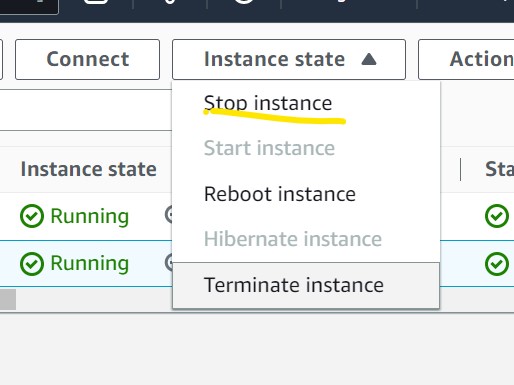 Connect
Instance state
Action
Stop instance
Start instance
Instance state
Sta
Reboot instance
Running
Hibernate instance
Running
Terminate instance